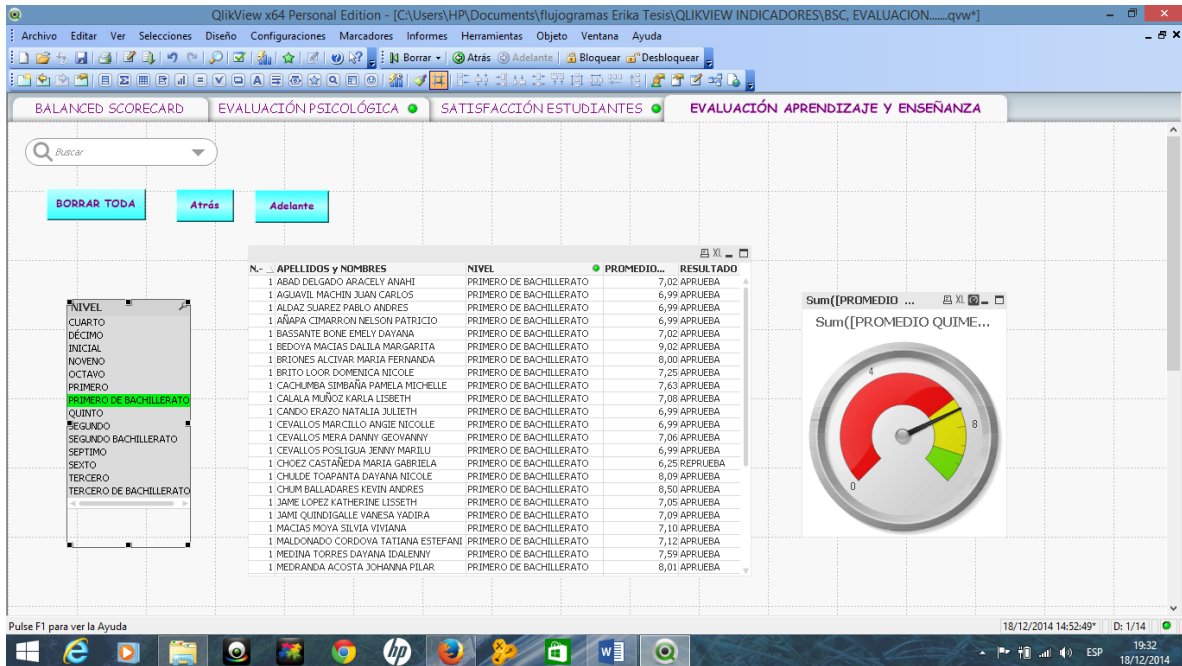 QlikView x64 Personal Edition - [C:\Users\HP\Documents\flujogramas Erika Tesis\QLIKVIEW INDICADORES\BSC, EVALUACION.......qvw*]
Archivo Editar Ver Selecciones Diseño Configuraciones Marcadores Informes Herramientas Objeto Ventana Ayuda
Borrar Atrás Adelante Bloquear Desbloquear
BALANCED SCORECARD EVALUACIÓN PSICOLÓGICA SATISFACCIÓN ESTUDIANTES EVALUACIÓN APRENDIZAJE Y ENSEÑANZA
Buscar
BORRAR TODA Atrás Adelante
XL
N.- APELLIDOS y NOMBRES NIVEL PROMEDIO... RESULTADO
1 ABAD DELGADO ARACELY ANAHI PRIMERO DE BACHILLERATO 7,02 APRUEBA
1 AGUAVIL MACHIN JUAN CARLOS PRIMERO DE BACHILLERATO 6,99 APRUEBA
1 ALDAZ SUAREZ PABLO ANDRES PRIMERO DE BACHILLERATO 6,99 APRUEBA
1 AÑAPA CIMARRON NELSON PATRICIO PRIMERO DE BACHILLERATO 6,99 APRUEBA
1 BASSANTE BONE EMELY DAYANA PRIMERO DE BACHILLERATO 7,02 APRUEBA
1 BEDOYA MACIAS DALILA MARGARITA PRIMERO DE BACHILLERATO 9,02 APRUEBA
1 BRIONES ALCIVAR MARIA FERNANDA PRIMERO DE BACHILLERATO 8,00 APRUEBA
1 BRITO LOOR DOMENICA NICOLE PRIMERO DE BACHILLERATO 7,25 APRUEBA
1 CACHUMBA SIMBAÑA PAMELA MICHELLE PRIMERO DE BACHILLERATO 7,63 APRUEBA
1 CALALA MUÑOZ KARLA LISBETH PRIMERO DE BACHILLERATO 7,08 APRUEBA
1 CANDO ERAZO NATALIA JULIETH PRIMERO DE BACHILLERATO 6,99 APRUEBA
1 CEVALLOS MARCILLO ANGIE NICOLLE PRIMERO DE BACHILLERATO 6,99 APRUEBA
1 CEVALLOS MERA DANNY GEOVANNY PRIMERO DE BACHILLERATO 7,06 APRUEBA
1 CEVALLOS POSLIGUA JENNY MARILU PRIMERO DE BACHILLERATO 6,99 APRUEBA
1 CHOEZ CASTAÑEDA MARIA GABRIELA PRIMERO DE BACHILLERATO 6,25 REPRUEBA
1 CHULDE TOAPANTA DAYANA NICOLE PRIMERO DE BACHILLERATO 8,09 APRUEBA
1 CHUM BALLADARES KEVIN ANDRES PRIMERO DE BACHILLERATO 8,50 APRUEBA
1 JAME LOPEZ KATHERINE LISSETH PRIMERO DE BACHILLERATO 7,05 APRUEBA
1 JAMI QUINDIGALLE VANESA YADIRA PRIMERO DE BACHILLERATO 7,09 APRUEBA
1 MACIAS MOYA SILVIA VIVIANA PRIMERO DE BACHILLERATO 7,10 APRUEBA
1 MALDONADO CORDOVA TATIANA ESTEFANI PRIMERO DE BACHILLERATO 7,12 APRUEBA
1 MEDINA TORRES DAYANA IDALENNY PRIMERO DE BACHILLERATO 7,59 APRUEBA
1 MEDRANDA ACOSTA JOHANNA PILAR PRIMERO DE BACHILLERATO 8,01 APRUEBA
NIVEL
CUARTO
DÉCIMO
INICIAL
NOVENO
OCTAVO
PRIMERO
PRIMERO DE BACHILLERATO
QUINTO
SEGUNDO
SEGUNDO BACHILLERATO
SEPTIMO
SEXTO
TERCERO
TERCERO DE BACHILLERATO
Sum([PROMEDIO ... XL
Sum([PROMEDIO QUIME...
4
8
0
Pulse F1 para ver la Ayuda 18/12/2014 14:52:49* D: 1/14
hp ESP 19:32
18/12/2014